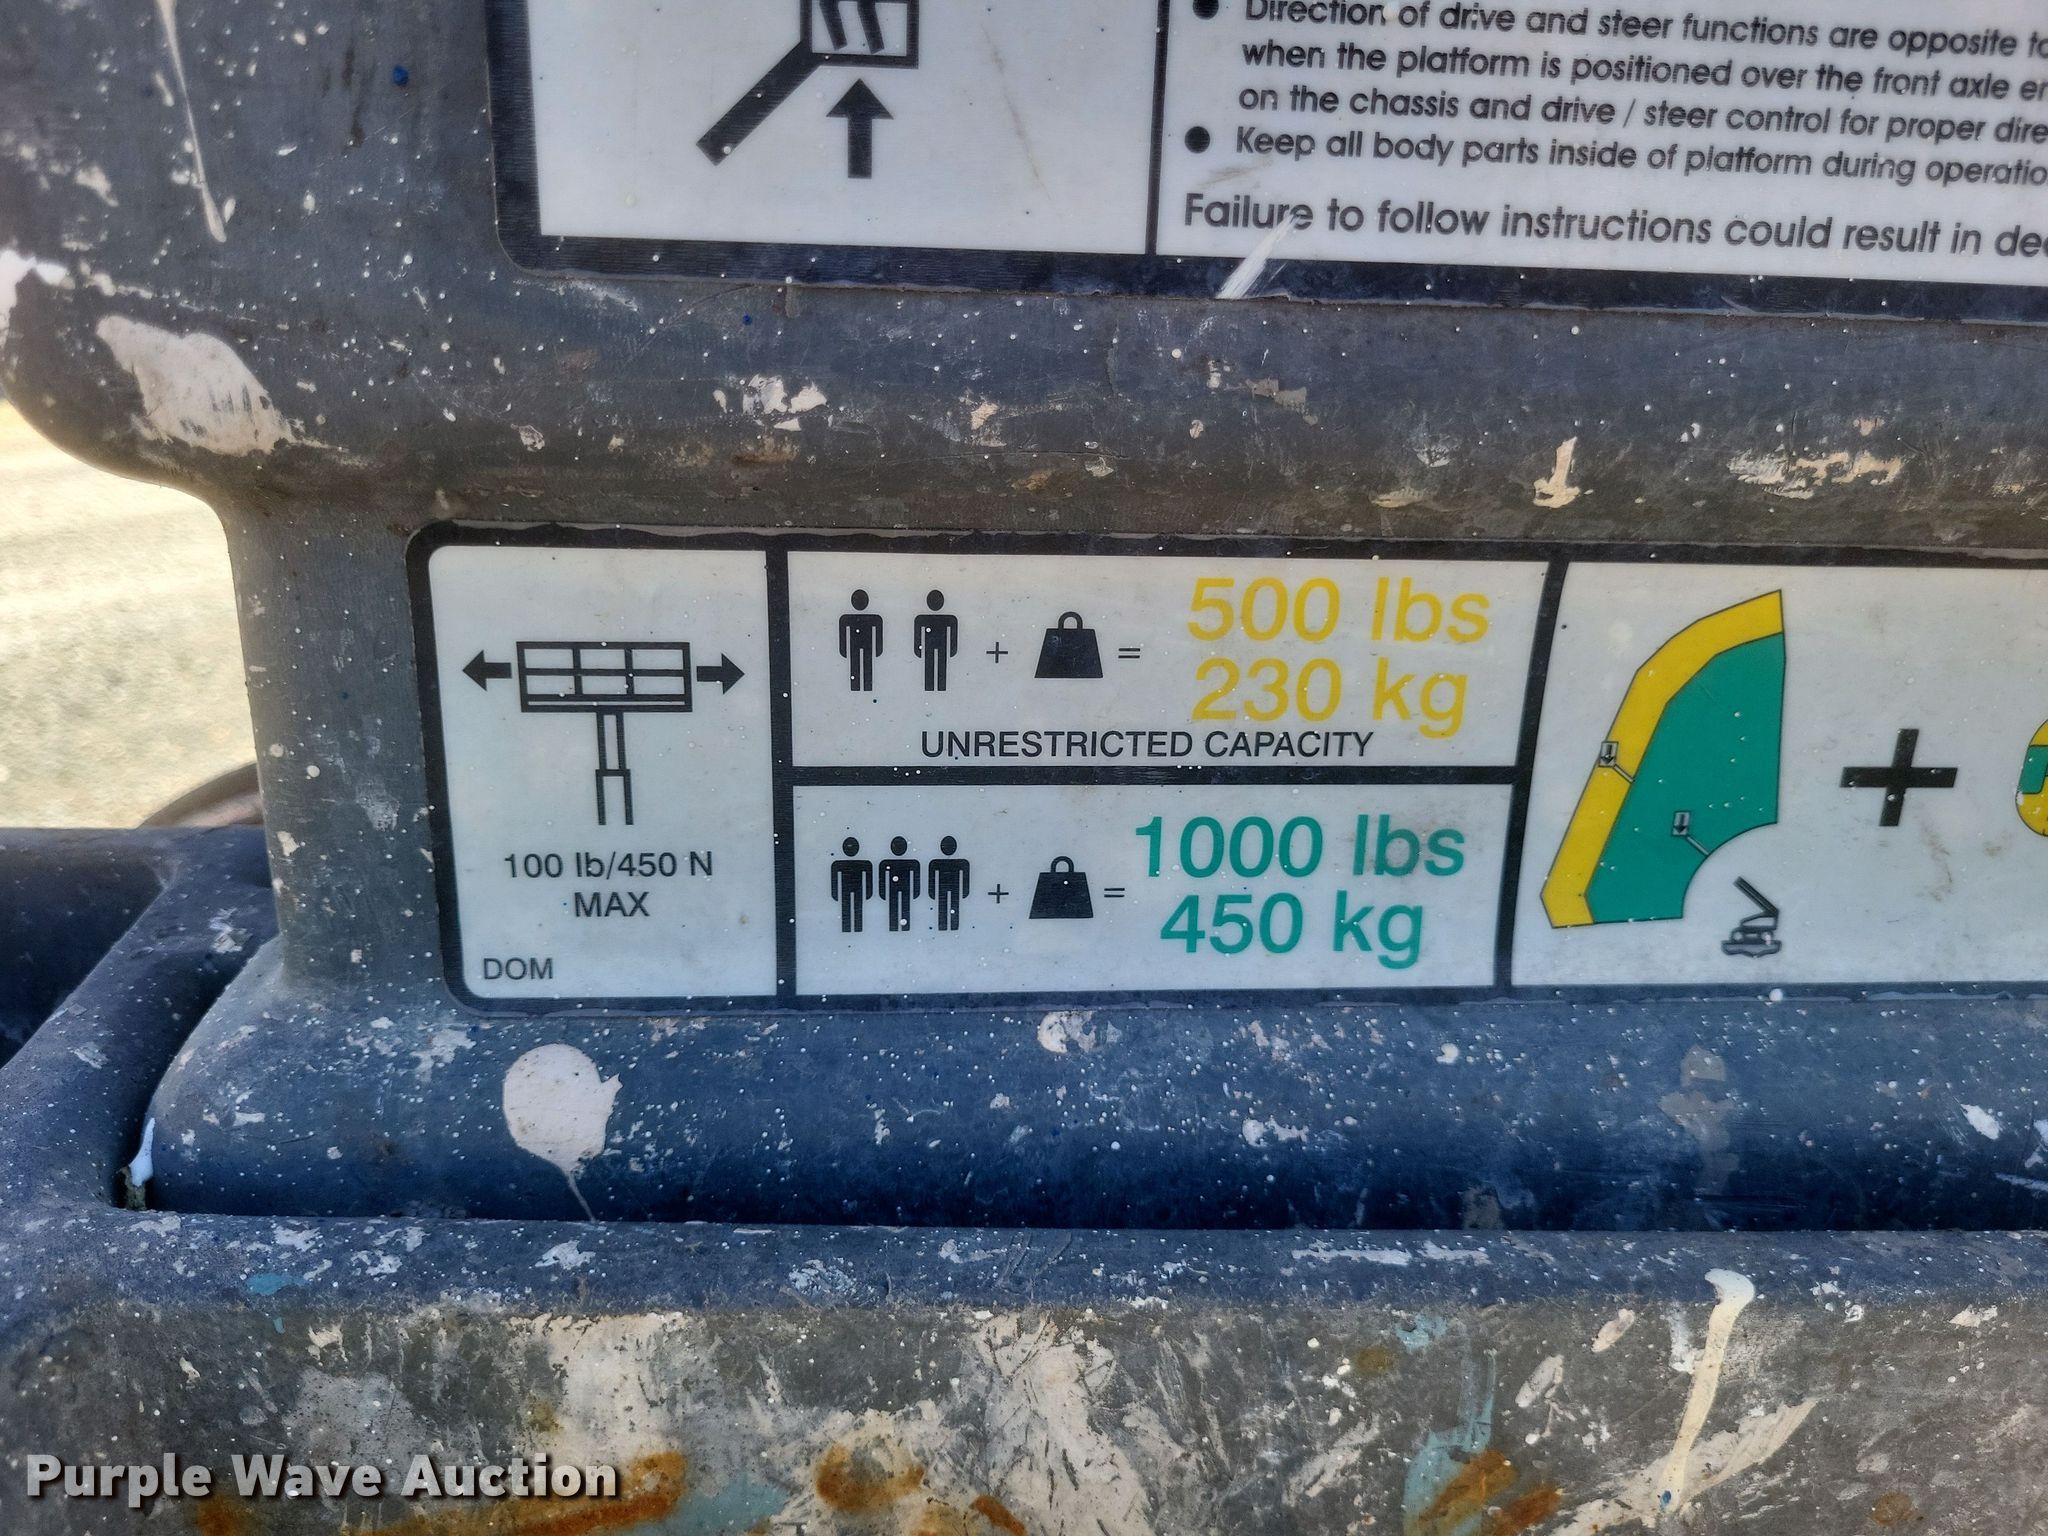 ● Direction of drive and steer functions are opposite
when the platform is positioned over the front axle
on the chassis and drive / steer control for proper
● Keep all body parts inside of platform during
Failure to follow instructions could result in
500 lbs
+ = 230 kg
UNRESTRICTED CAPACITY
1000 lbs
+ = 450 kg
100 lb/450 N
MAX
DOM
+
Purple Wave Auction